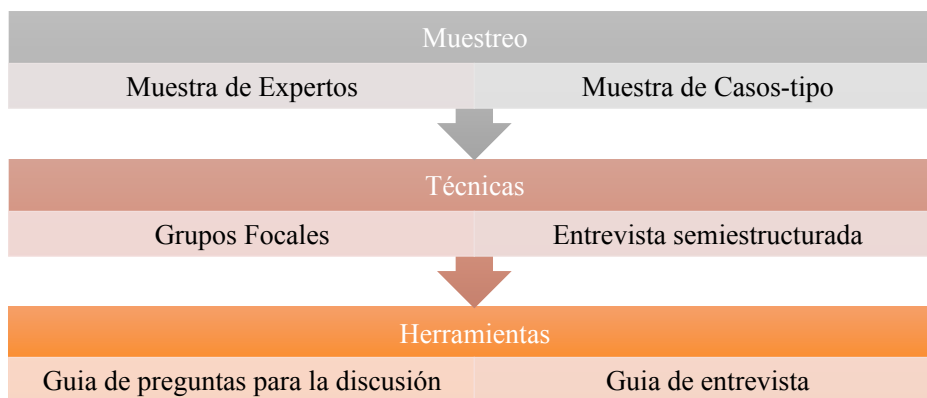 Muestreo
Muestra de Expertos
Muestra de Casos-tipo
Técnicas
Grupos Focales
Entrevista semiestructurada
Herramientas
Guia de preguntas para la discusión
Guia de entrevista